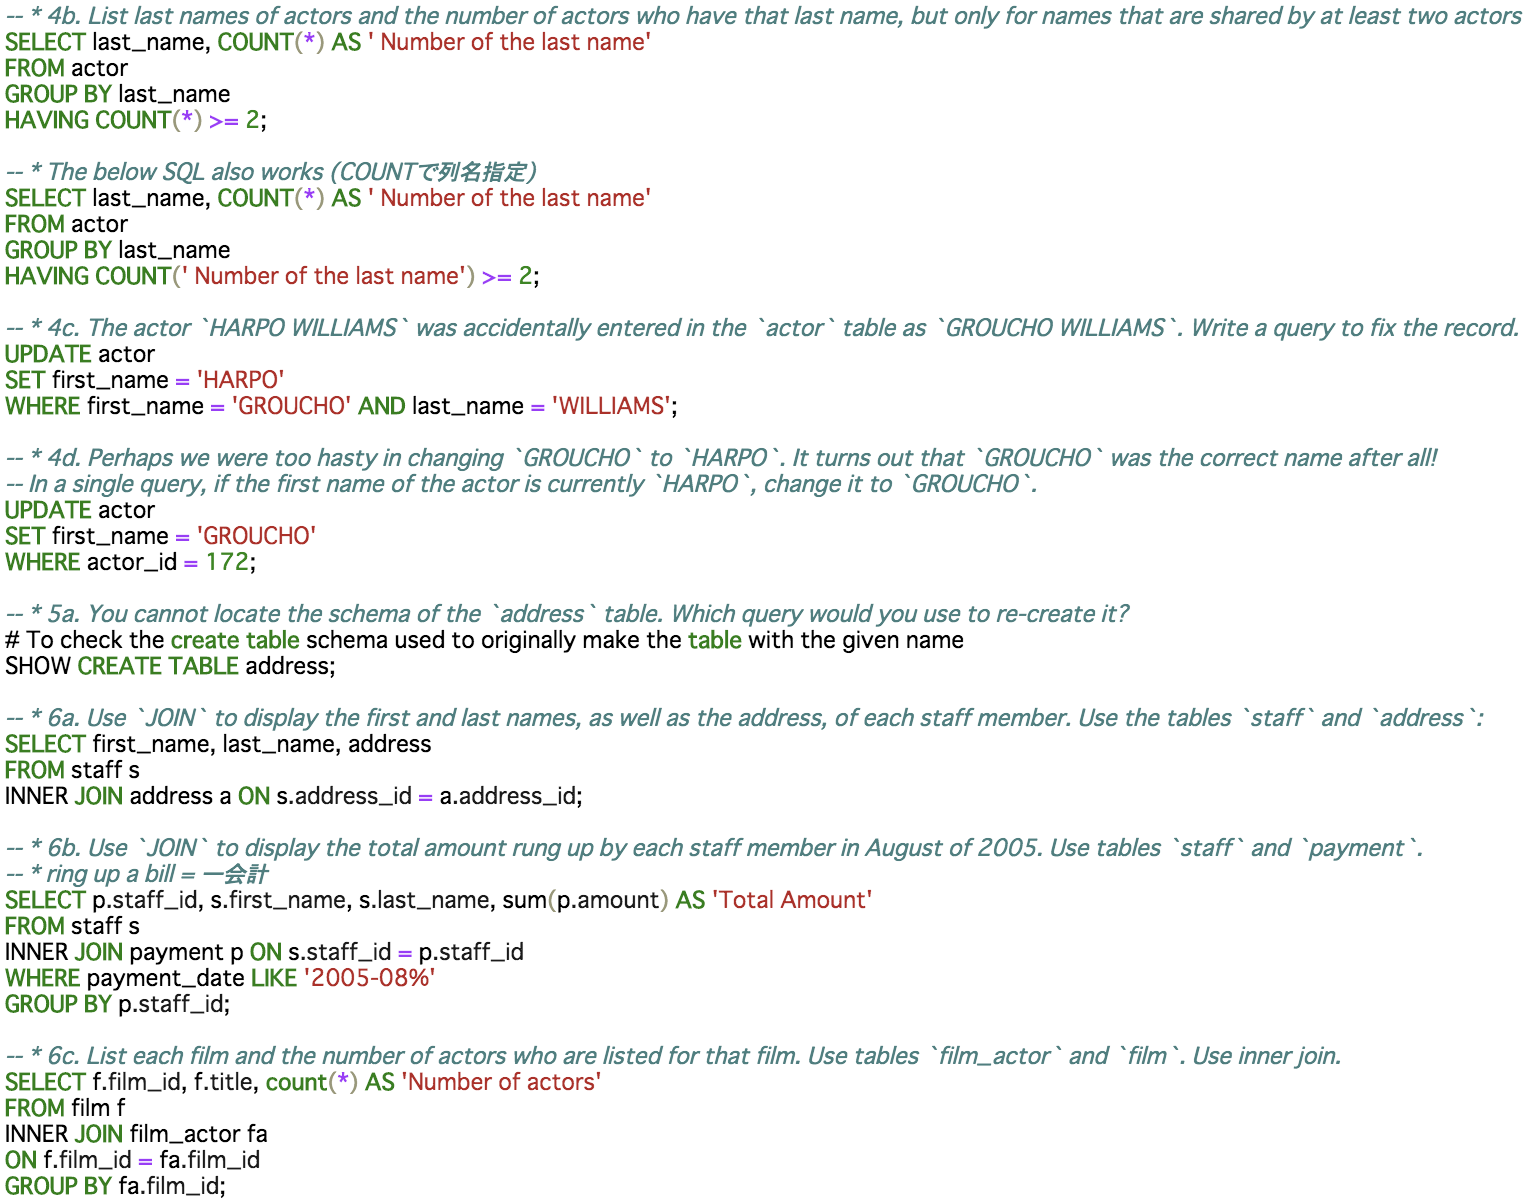 -- * 4b. List last names of actors and the number of actors who have that last name, but only for names that are shared by at least two actors
SELECT last_name, COUNT(*) AS ' Number of the last name'
FROM actor
GROUP BY last_name
HAVING COUNT(*) >= 2;
-- * The below SQL also works (COUNTで列名指定)
SELECT last_name, COUNT(*) AS ' Number of the last name'
FROM actor
GROUP BY last_name
HAVING COUNT(' Number of the last name') >= 2;
-- * 4c. The actor `HARPO WILLIAMS` was accidentally entered in the `actor` table as `GROUCHO WILLIAMS`. Write a query to fix the record.
UPDATE actor
SET first_name = 'HARPO'
WHERE first_name = 'GROUCHO' AND last_name = 'WILLIAMS';
-- * 4d. Perhaps we were too hasty in changing `GROUCHO` to `HARPO`. It turns out that `GROUCHO` was the correct name after all!
-- In a single query, if the first name of the actor is currently `HARPO`, change it to `GROUCHO`.
UPDATE actor
SET first_name = 'GROUCHO'
WHERE actor_id = 172;
-- * 5a. You cannot locate the schema of the `address` table. Which query would you use to re-create it?
# To check the create table schema used to originally make the table with the given name
SHOW CREATE TABLE address;
-- * 6a. Use `JOIN` to display the first and last names, as well as the address, of each staff member. Use the tables `staff` and `address`:
SELECT first_name, last_name, address
FROM staff s
INNER JOIN address a ON s.address_id = a.address_id;
-- * 6b. Use `JOIN` to display the total amount rung up by each staff member in August of 2005. Use tables `staff` and `payment`.
-- * ring up a bill = 一会計
SELECT p.staff_id, s.first_name, s.last_name, sum(p.amount) AS 'Total Amount'
FROM staff s
INNER JOIN payment p ON s.staff_id = p.staff_id
WHERE payment_date LIKE '2005-08%'
GROUP BY p.staff_id;
-- * 6c. List each film and the number of actors who are listed for that film. Use tables `film_actor` and `film`. Use inner join.
SELECT f.film_id, f.title, count(*) AS 'Number of actors'
FROM film f
INNER JOIN film_actor fa
ON f.film_id = fa.film_id
GROUP BY fa.film_id;